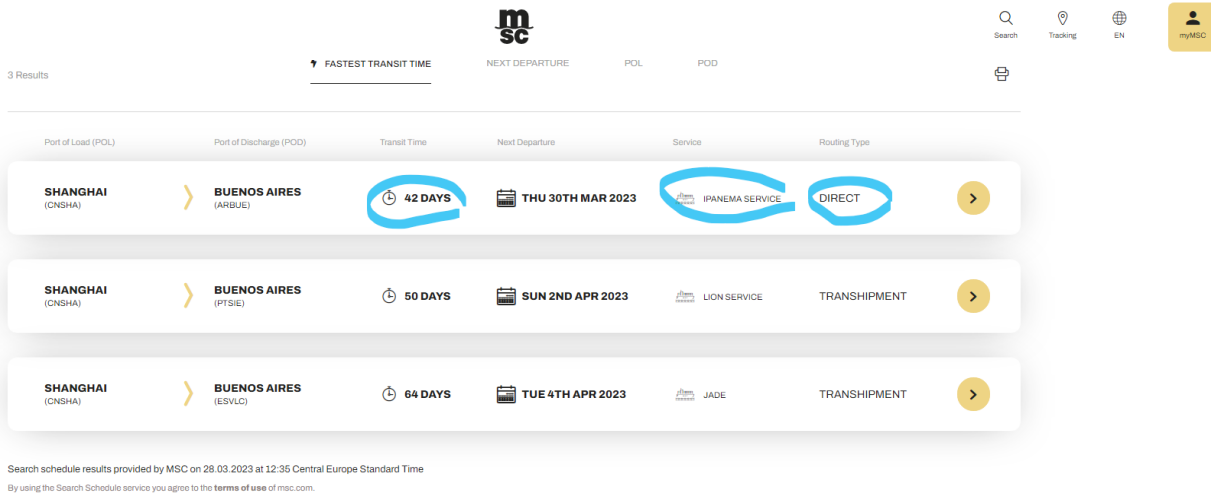 msc
Search
Tracking
EN
myMSC
3 Results
FASTEST TRANSIT TIME
NEXT DEPARTURE
POL
POD
Port of Load (POL)
Port of Discharge (POD)
Transit Time
Next Departure
Service
Routing Type
SHANGHAI
(CNSHA)
BUENOS AIRES
(ARBUE)
42 DAYS
THU 30TH MAR 2023
IPANEMA SERVICE
DIRECT
SHANGHAI
(CNSHA)
BUENOS AIRES
(PTSIE)
50 DAYS
SUN 2ND APR 2023
LION SERVICE
TRANSHIPMENT
SHANGHAI
(CNSHA)
BUENOS AIRES
(ESVLC)
64 DAYS
TUE 4TH APR 2023
JADE
TRANSHIPMENT
Search schedule results provided by MSC on 28.03.2023 at 12:35 Central Europe Standard Time
By using the Search Schedule service you agree to the terms of use of msc.com.